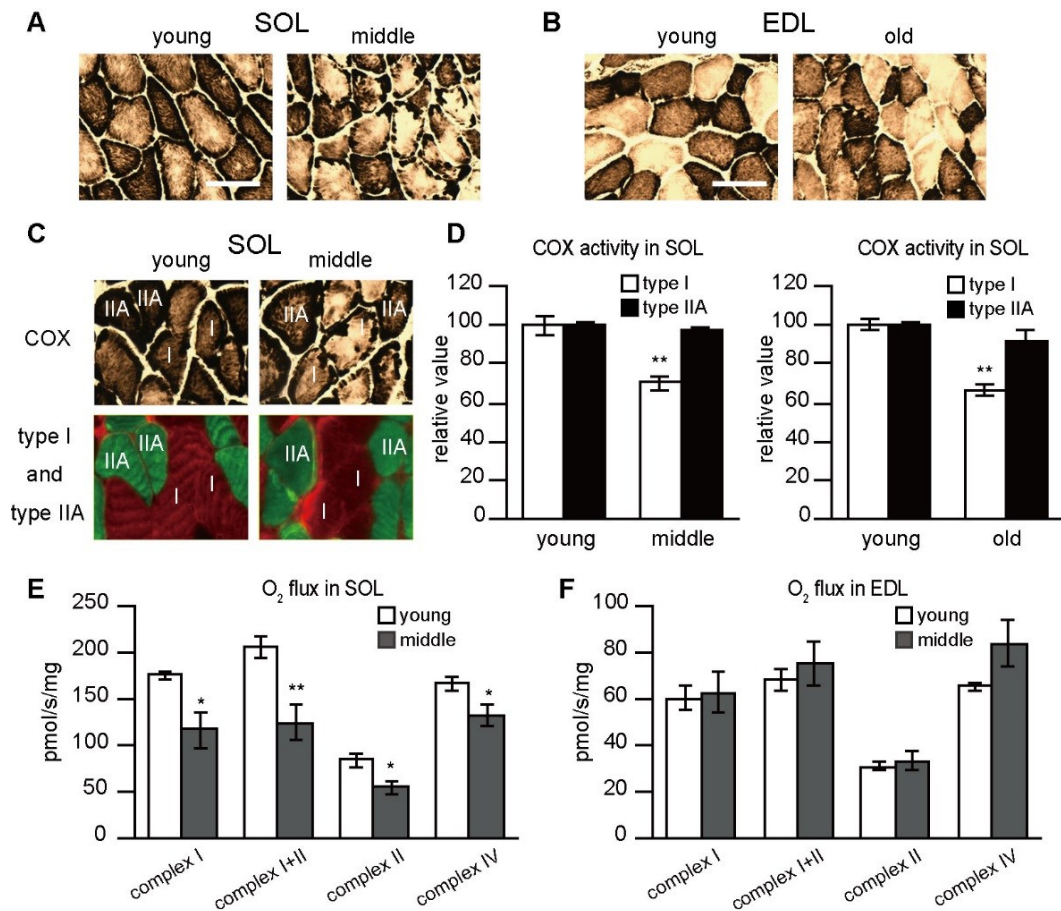 A SOL
young middle
B EDL
young old
C SOL
young middle
COX
IIA IIA I I
IIA IIA I I
type I
and
type IIA
IIA IIA I I
IIA IIA I I
D COX activity in SOL
type I
type IIA
relative value
120
100
80
60
40
20
0
**
young middle
COX activity in SOL
type I
type IIA
relative value
120
100
80
60
40
20
0
**
young old
E O₂ flux in SOL
young
middle
pmol/s/mg
250
200
150
100
50
0
* ** * *
complex I complex I+II complex II complex IV
F O₂ flux in EDL
young
middle
pmol/s/mg
100
80
60
40
20
0
complex I complex I+II complex II complex IV